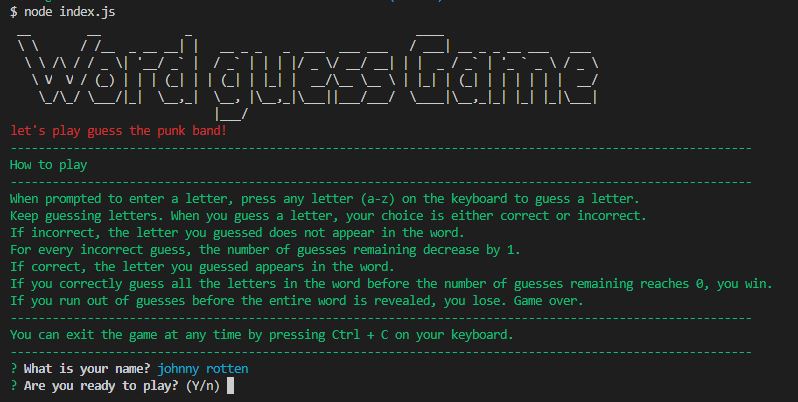 $ node index.js
Word guess Game
let's play guess the punk band!
How to play
When prompted to enter a letter, press any letter (a-z) on the keyboard to guess a letter.
Keep guessing letters. When you guess a letter, your choice is either correct or incorrect.
If incorrect, the letter you guessed does not appear in the word.
For every incorrect guess, the number of guesses remaining decrease by 1.
If correct, the letter you guessed appears in the word.
If you correctly guess all the letters in the word before the number of guesses remaining reaches 0, you win.
If you run out of guesses before the entire word is revealed, you lose. Game over.
You can exit the game at any time by pressing Ctrl + C on your keyboard.
? What is your name? johnny rotten
? Are you ready to play? (Y/n)